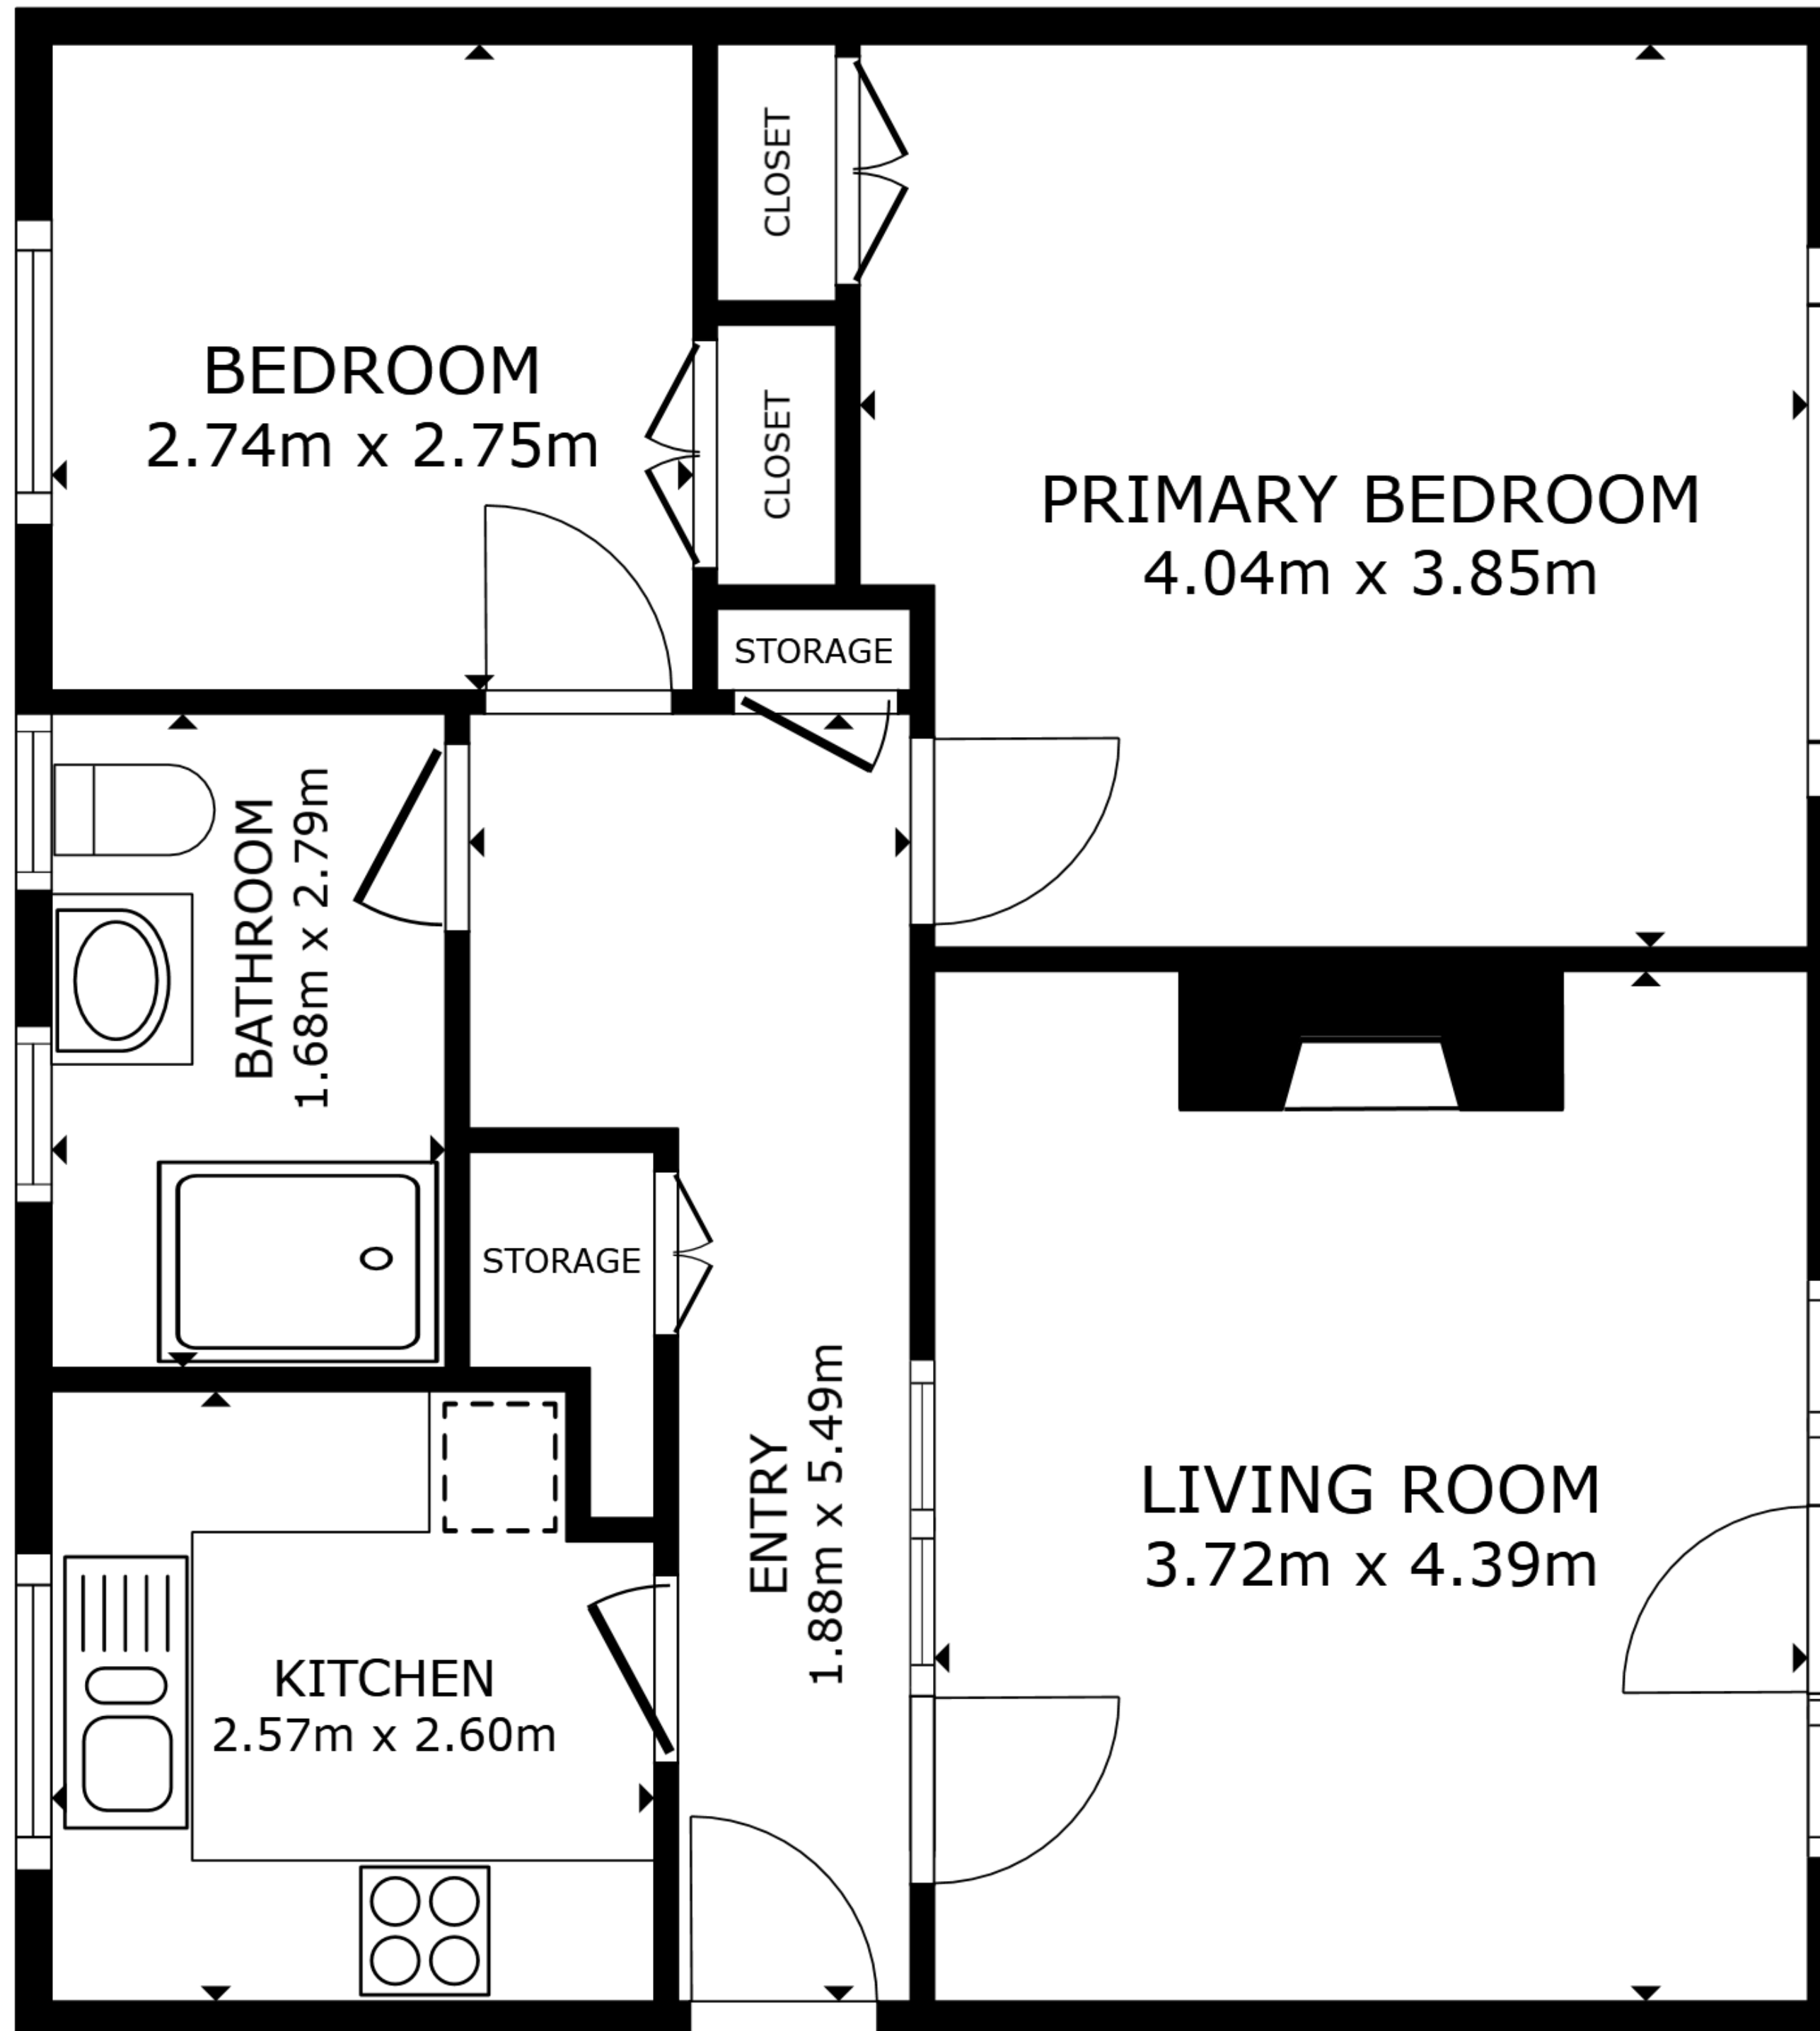 CLOSET
BEDROOM
2.74m x 2.75m
CLOSET
PRIMARY BEDROOM
4.04m x 3.85m
STORAGE
BATHROOM
1.68m x 2.79m
STORAGE
ENTRY
1.88m x 5.49m
LIVING ROOM
3.72m x 4.39m
KITCHEN
2.57m x 2.60m